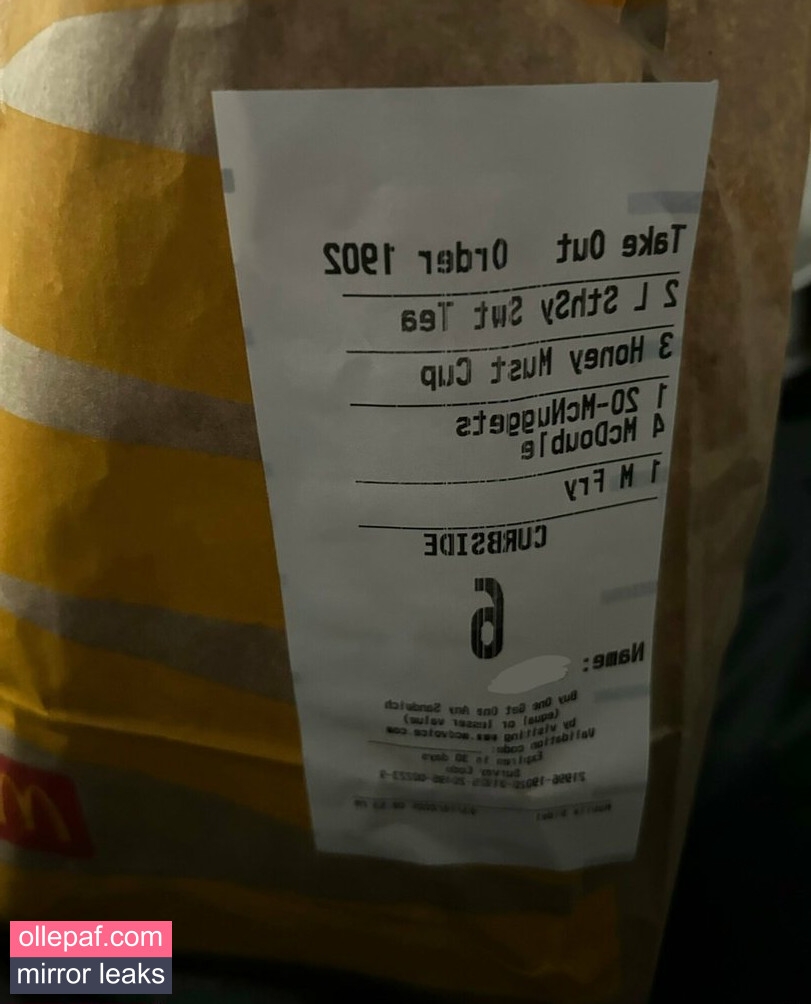 Take Out Order 1902
2 L SthSy Swt Tea
3 Honey Must Cup
1 20-McNuggets
4 McDouble
1 M Fry
CURBSIDE
6
Name:
Buy One Get One Any Sandwich
(equal or lesser value)
by visiting www.mcdvoice.com
Validation code:
Expires in 30 days
Survey Code
ollepaf.com
mirror leaks